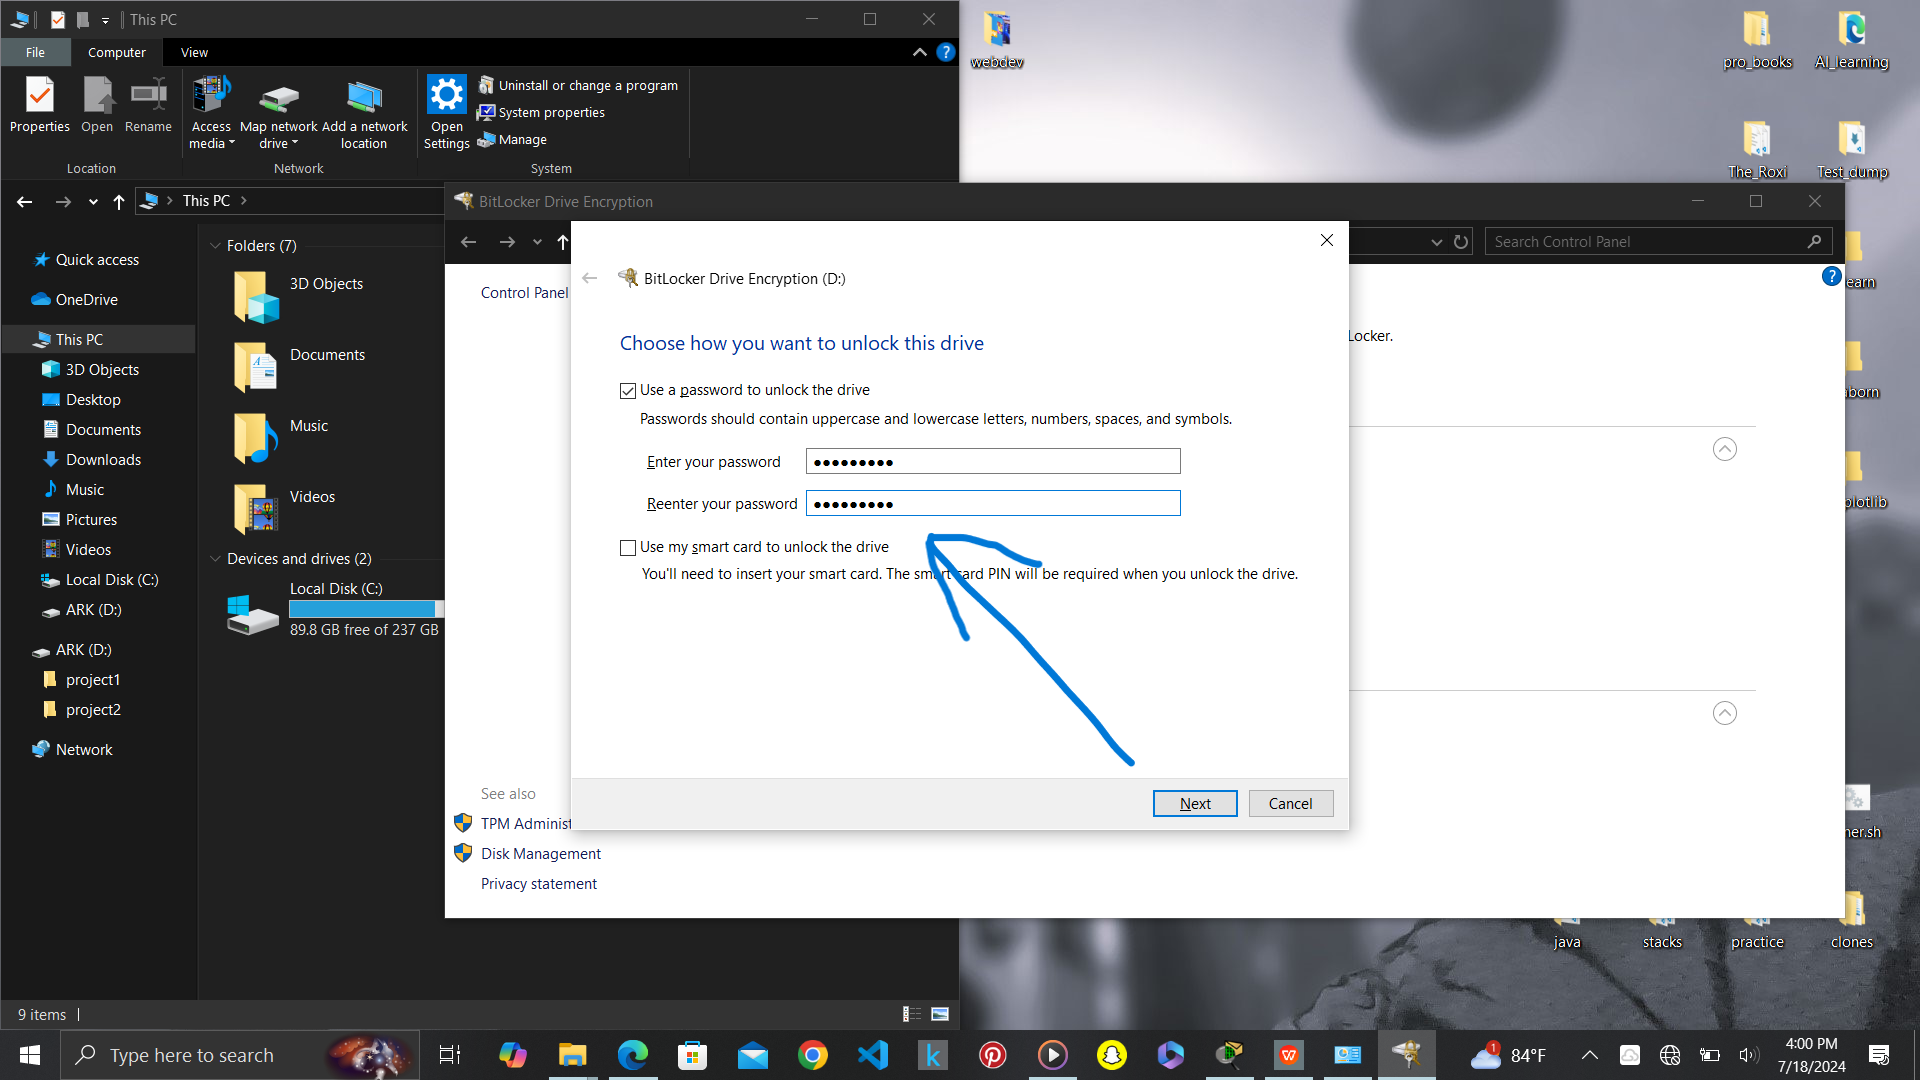 This PC
File
Computer
View
Properties
Open
Rename
Access media
Map network drive
Add a network location
Open Settings
Uninstall or change a program
System properties
Manage
Location
Network
System
This PC
Quick access
OneDrive
This PC
3D Objects
Desktop
Documents
Downloads
Music
Pictures
Videos
Local Disk (C:)
ARK (D:)
ARK (D:)
project1
project2
Network
Folders (7)
3D Objects
Documents
Music
Videos
Devices and drives (2)
Local Disk (C:)
89.8 GB free of 237 GB
9 items
BitLocker Drive Encryption
Search Control Panel
Control Panel
Locker.
See also
TPM Administ
Disk Management
Privacy statement
BitLocker Drive Encryption (D:)
Choose how you want to unlock this drive
Use a password to unlock the drive
Passwords should contain uppercase and lowercase letters, numbers, spaces, and symbols.
Enter your password
Reenter your password
Use my smart card to unlock the drive
You'll need to insert your smart card. The smart card PIN will be required when you unlock the drive.
Next
Cancel
webdev
pro_books
AI_learning
The_Roxi
Test_dump
earn
aborn
plotlib
ner.sh
java
stacks
practice
clones
Type here to search
1
84°F
4:00 PM
7/18/2024